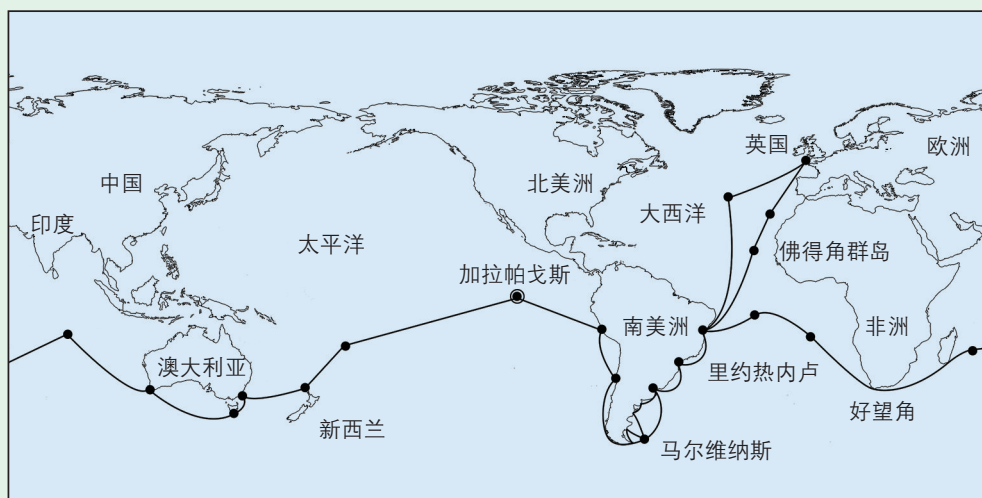 英国
欧洲
中国
北美洲
大西洋
印度
太平洋
佛得角群岛
加拉帕戈斯
南美洲
非洲
澳大利亚
里约热内卢
好望角
新西兰
马尔维纳斯